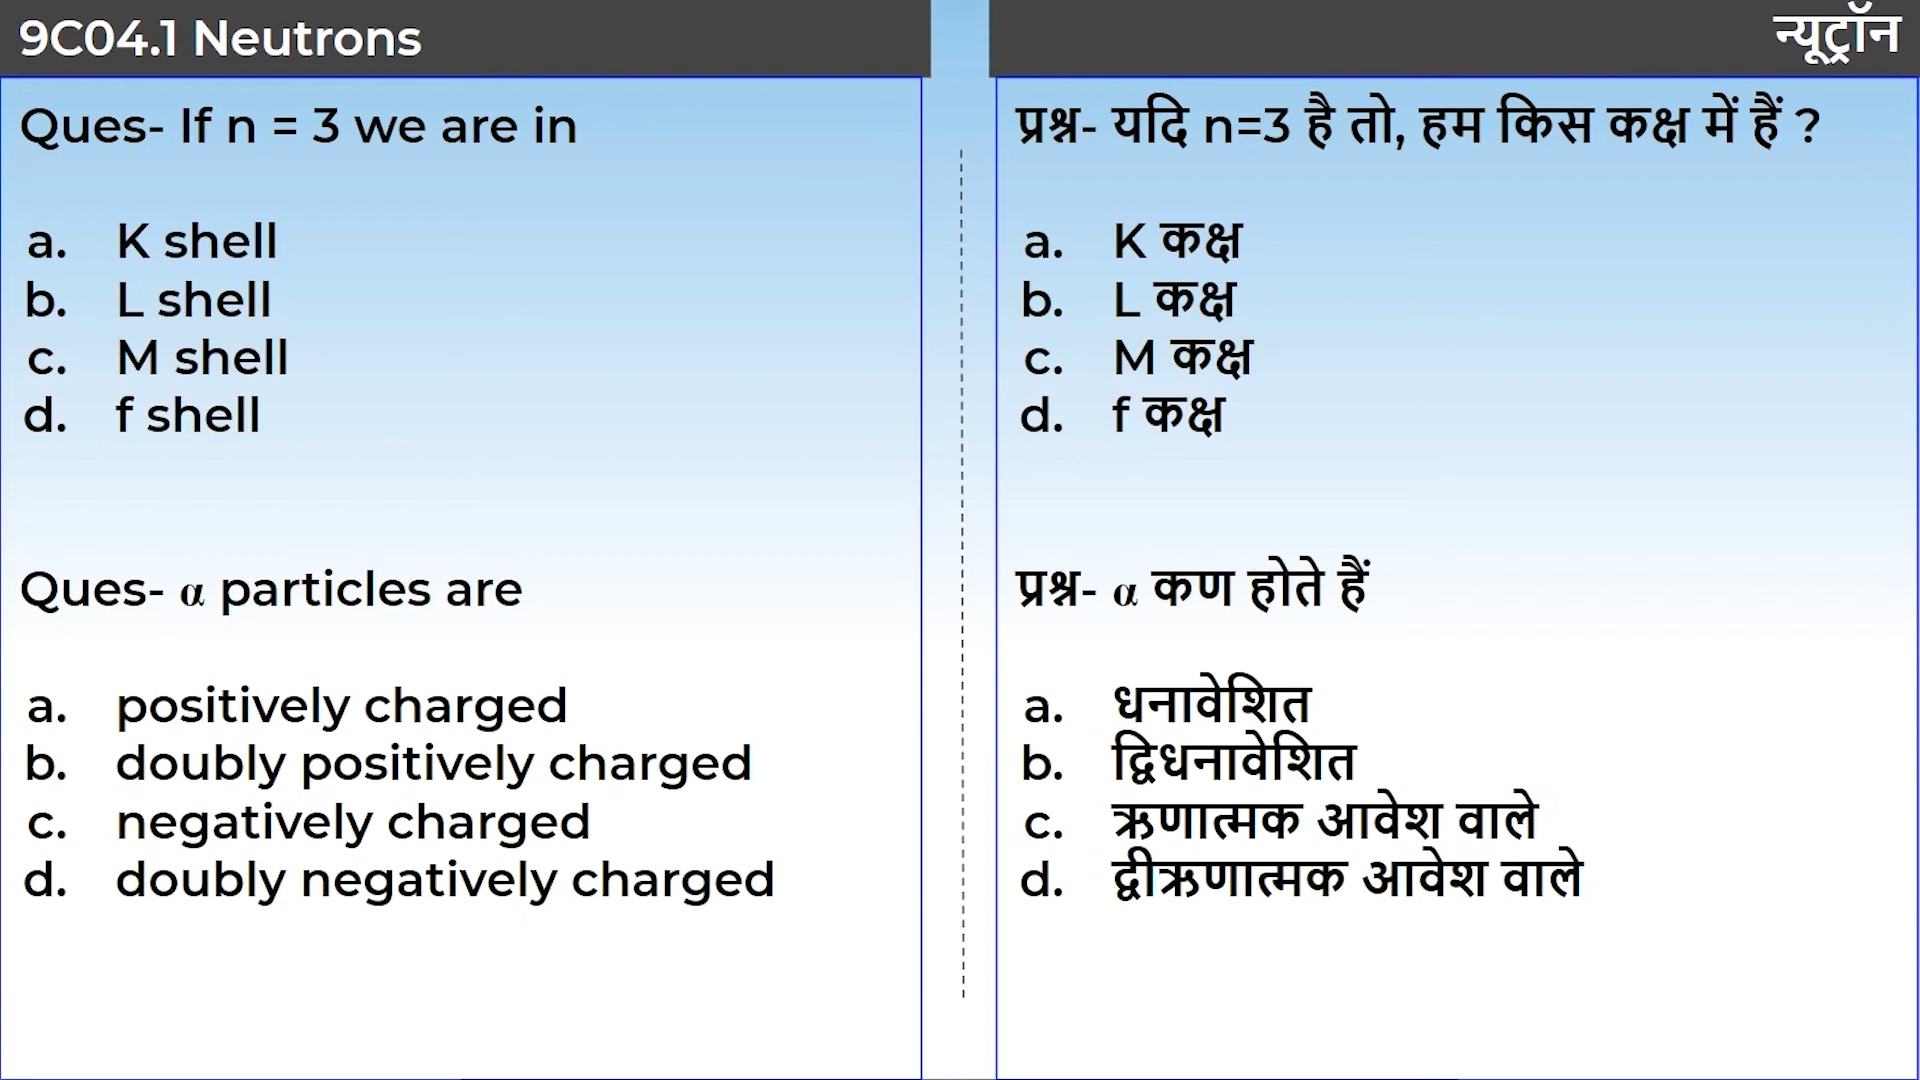 9C04.1 Neutrons
न्यूट्रॉन
Ques- If n = 3 we are in
a. K shell
b. L shell
c. M shell
d. f shell
Ques- α particles are
a. positively charged
b. doubly positively charged
c. negatively charged
d. doubly negatively charged
प्रश्न- यदि n=3 है तो, हम किस कक्ष में हैं ?
a. K कक्ष
b. L कक्ष
c. M कक्ष
d. f कक्ष
प्रश्न- α कण होते हैं
a. धनावेशित
b. द्विधनावेशित
c. ऋणात्मक आवेश वाले
d. द्वीऋणात्मक आवेश वाले